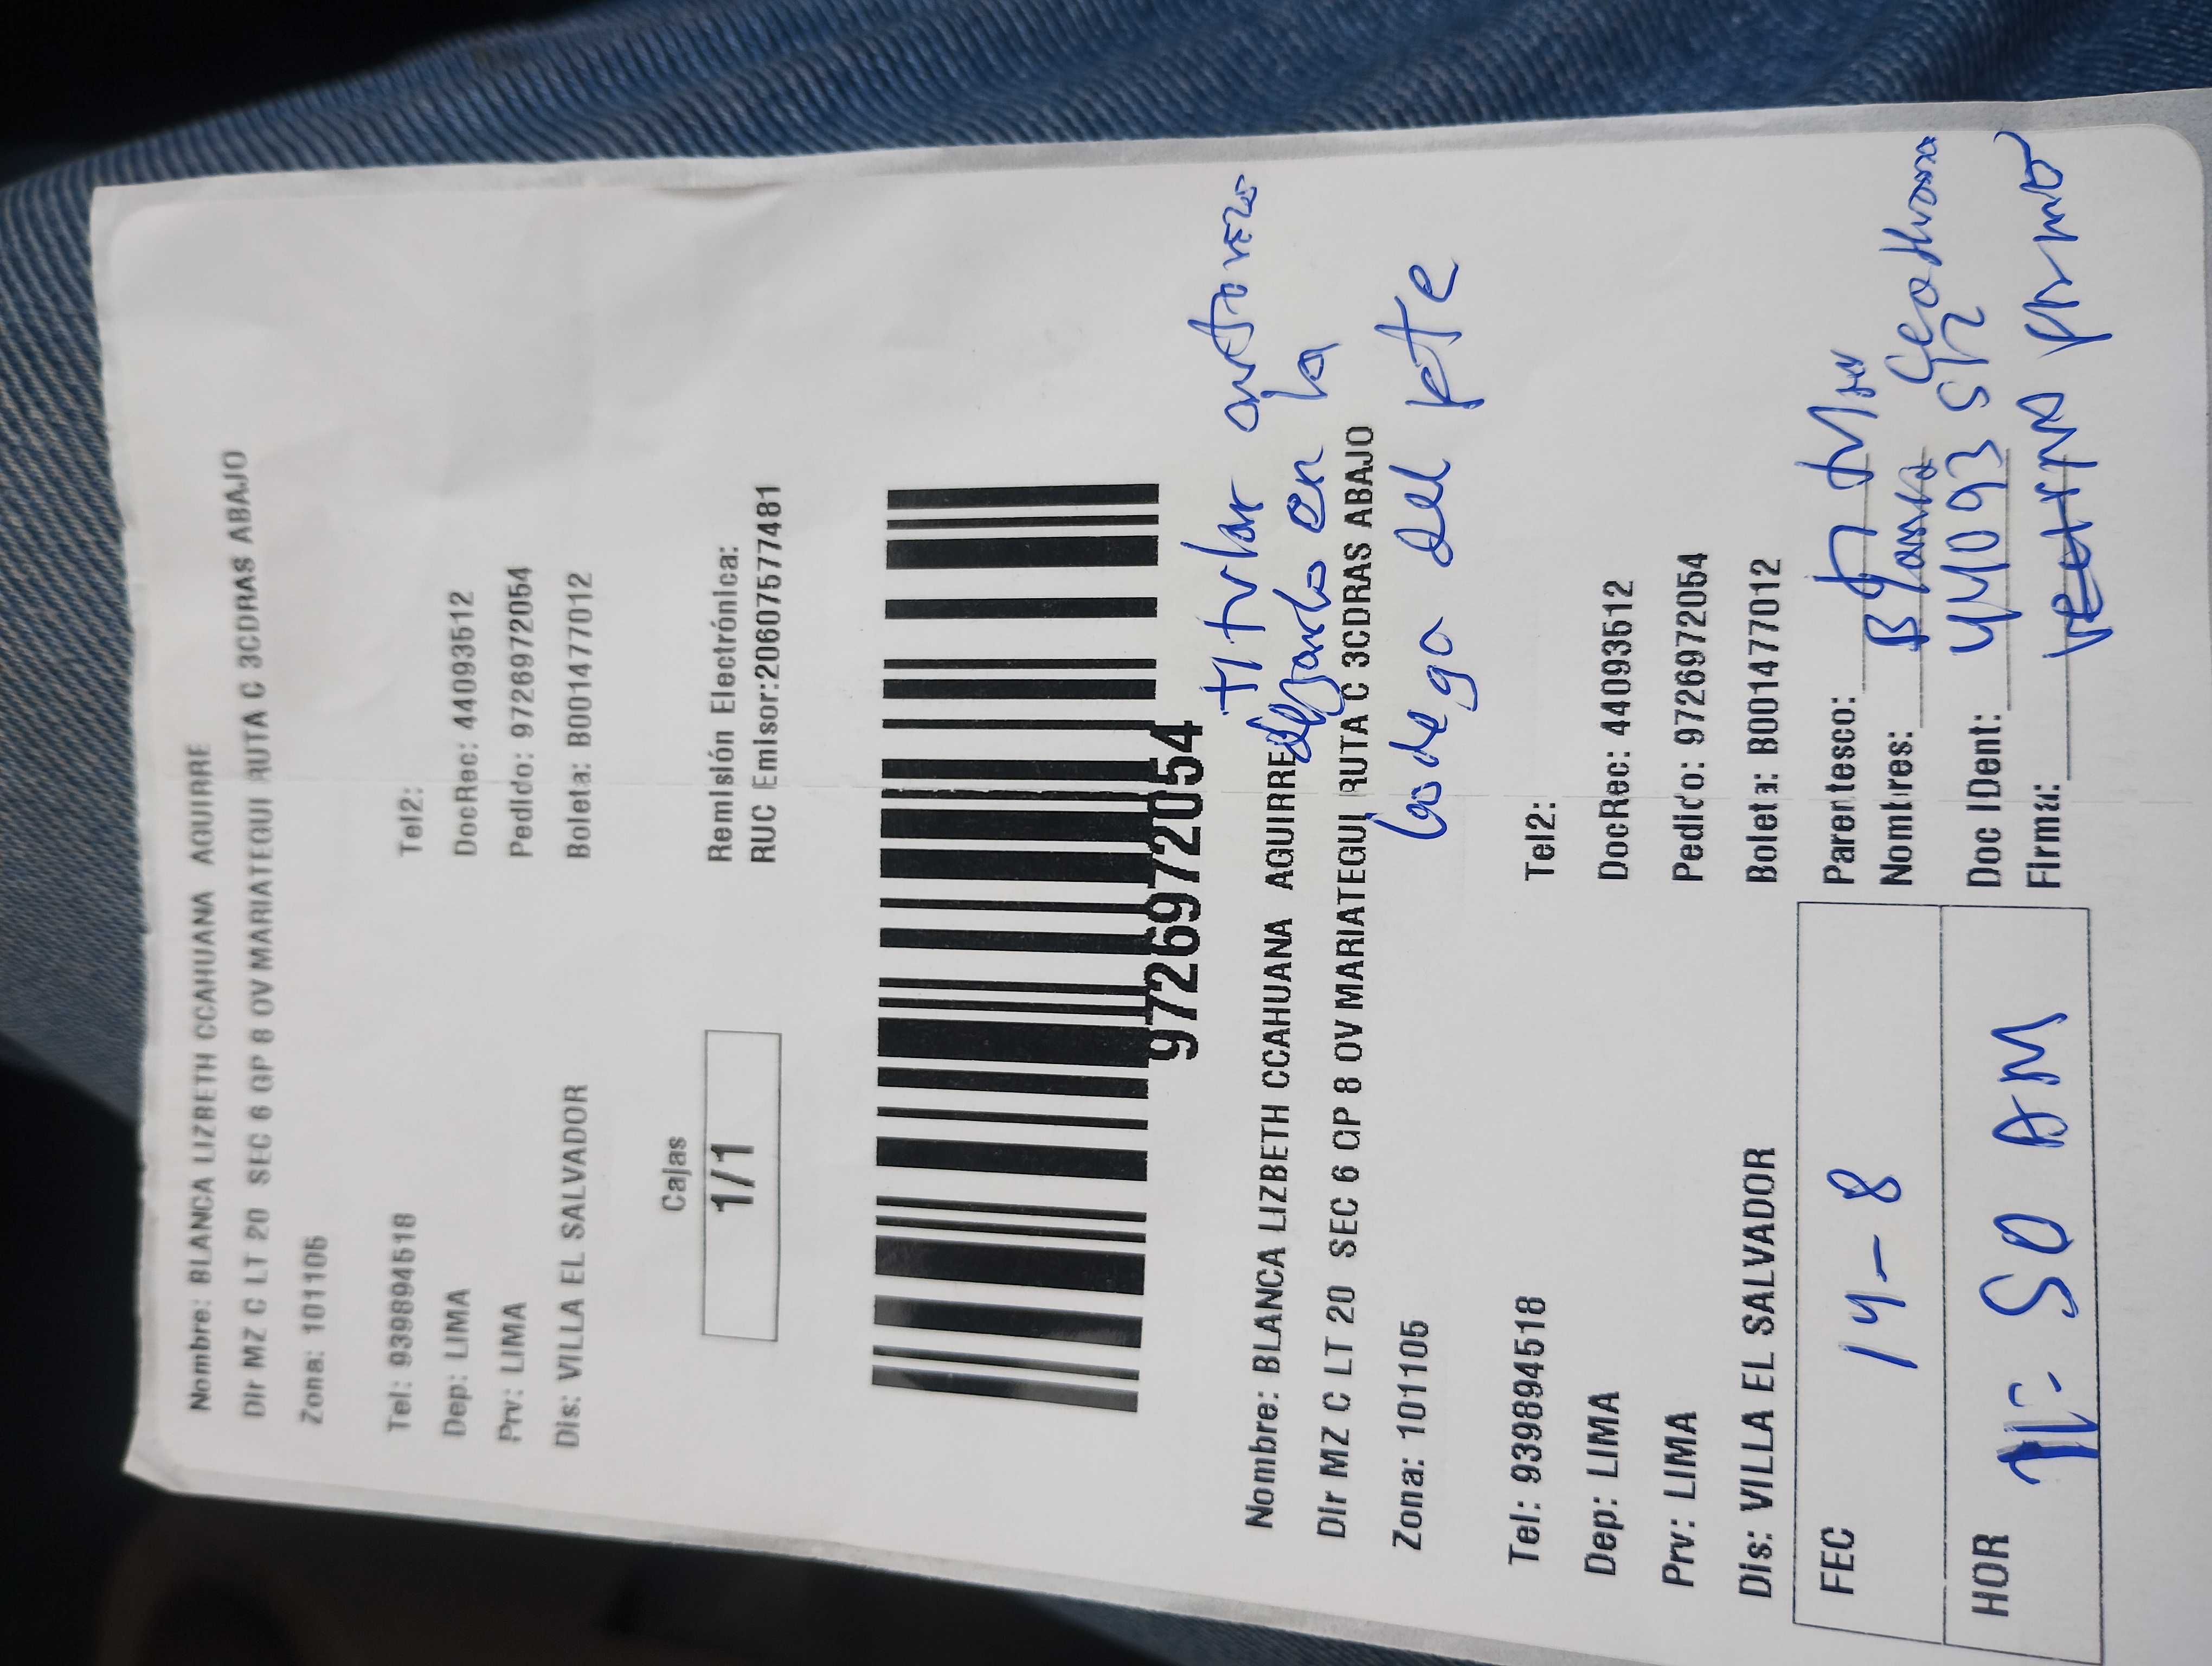 Nombre: BLANCA LIZBETH CCAHUANA AGUIRRE
Dir MZ C LT 20 SEC 6 GP 8 OV MARIATEGUI RUTA C 3CDRAS ABAJO
Zona: 101105
Tel: 939894518 Tel2:
Dep: LIMA DocRec: 44093512
Prv: LIMA Pedido: 9726972054
Dis: VILLA EL SALVADOR Boleta: B001477012
Cajas
1/1
Remisión Electrónica:
RUC Emisor:20607577481
9726972054
titular autorizo
Nombre: BLANCA LIZBETH CCAHUANA AGUIRRE dejarlo en la
Dir MZ C LT 20 SEC 6 GP 8 OV MARIATEGUI RUTA C 3CDRAS ABAJO
Zona: 101105 bodega del pte
Tel: 939894518 Tel2:
Dep: LIMA DocRec: 44093512
Prv: LIMA Pedido: 9726972054
Dis: VILLA EL SALVADOR Boleta: B001477012
FEC 14-8
HOR 11:50 AM
Parentesco:
Nombres: Blanca Ccahuana
Doc IDent: 44093512
Firma: